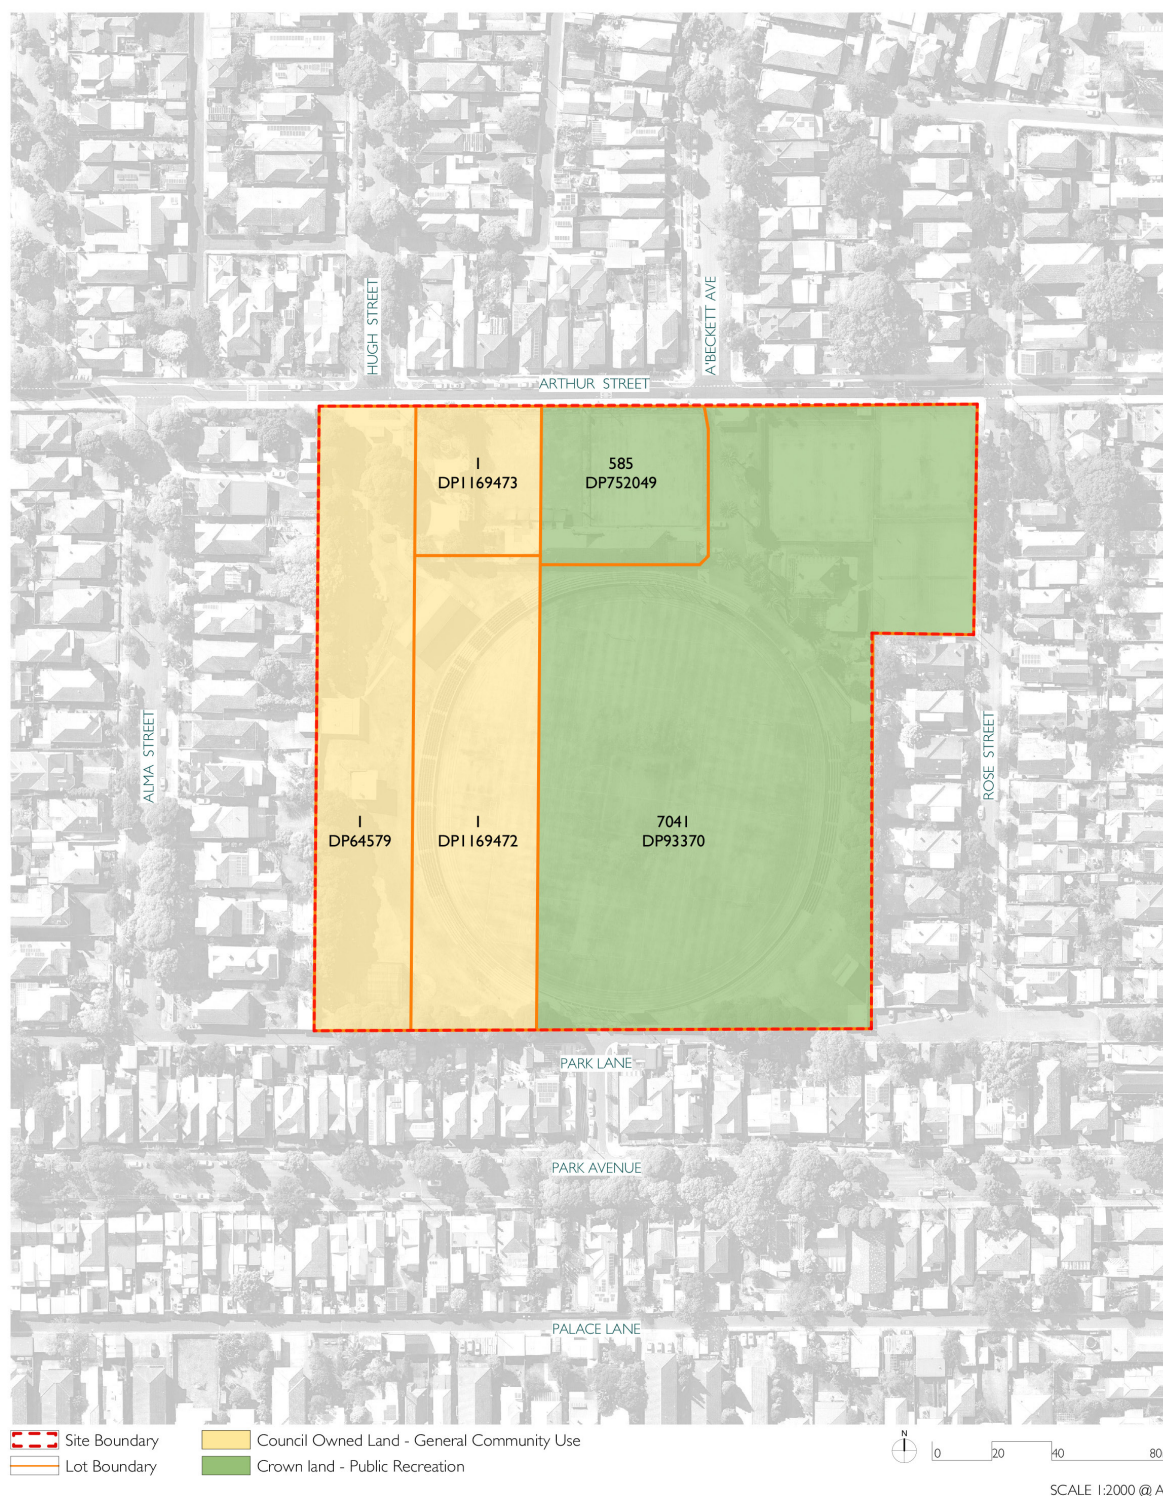 HUGH STREET
A'BECKETT AVE
ARTHUR STREET
1
DP1169473
585
DP752049
ALMA STREET
ROSE STREET
1
DP64579
1
DP1169472
7041
DP93370
PARK LANE
PARK AVENUE
PALACE LANE
Site Boundary
Lot Boundary
Council Owned Land - General Community Use
Crown land - Public Recreation
N
0 20 40 80
SCALE 1:2000 @ A